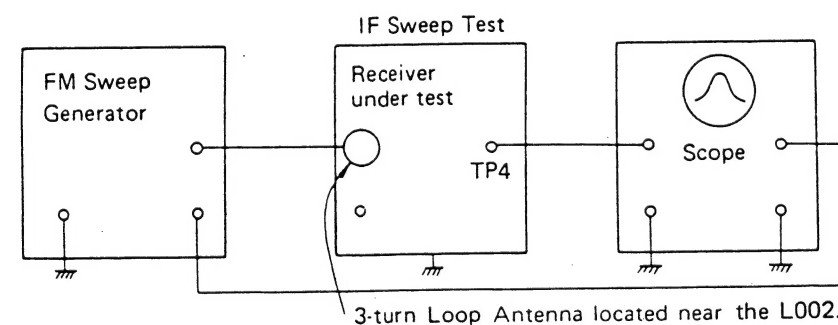 IF Sweep Test
FM Sweep
Generator
Receiver
under test
TP4
Scope
3-turn Loop Antenna located near the L002.